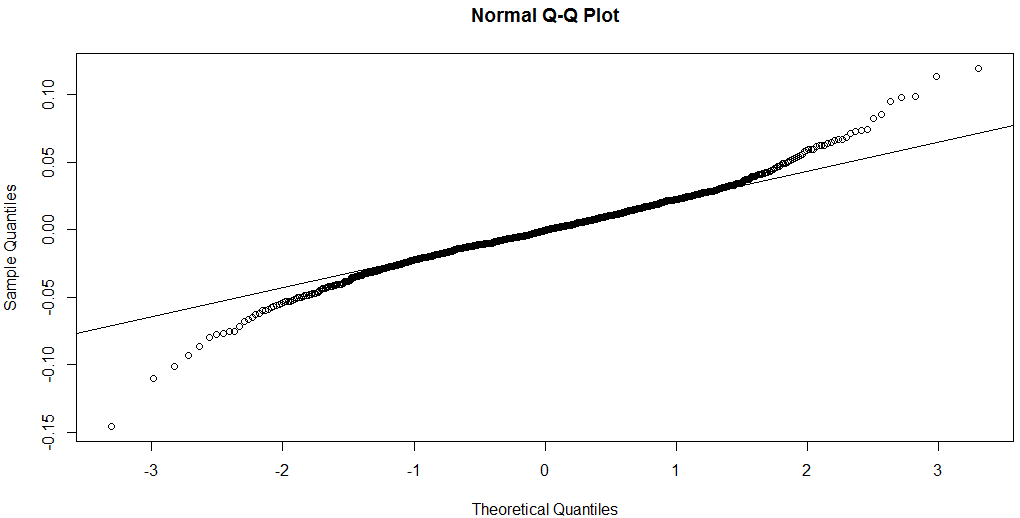 Normal Q-Q Plot
Sample Quantiles
0.10
0.05
0.00
-0.05
-0.10
-0.15
-3 -2 -1 0 1 2 3
Theoretical Quantiles